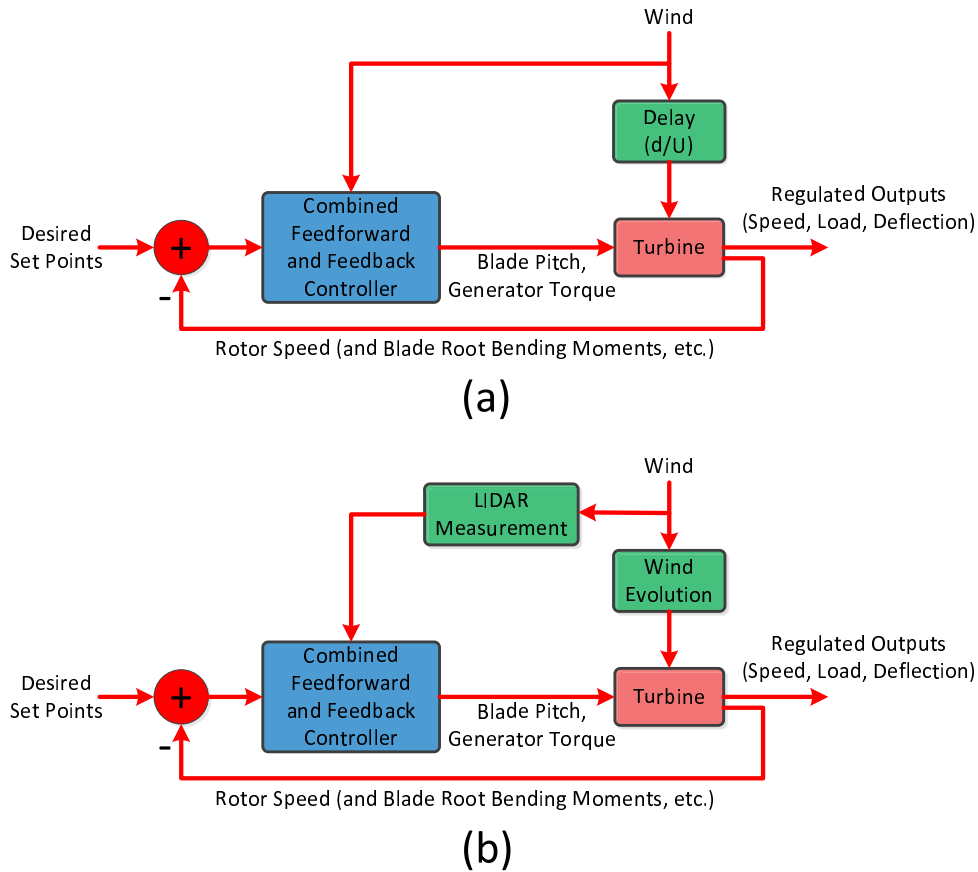 Wind
Delay
(d/U)
Regulated Outputs
(Speed, Load, Deflection)
Desired
Set Points
+
-
Combined
Feedforward
and Feedback
Controller
Blade Pitch,
Generator Torque
Turbine
Rotor Speed (and Blade Root Bending Moments, etc.)
(a)
Wind
LIDAR
Measurement
Wind
Evolution
Regulated Outputs
(Speed, Load, Deflection)
Desired
Set Points
+
-
Combined
Feedforward
and Feedback
Controller
Blade Pitch,
Generator Torque
Turbine
Rotor Speed (and Blade Root Bending Moments, etc.)
(b)